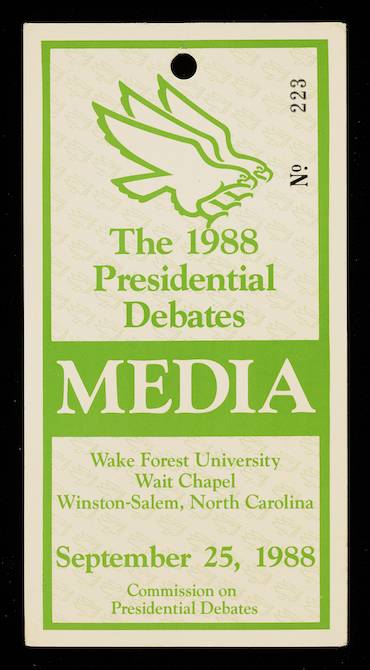 Nº 223
The 1988
Presidential
Debates
MEDIA
Wake Forest University
Wait Chapel
Winston-Salem, North Carolina
September 25, 1988
Commission on
Presidential Debates